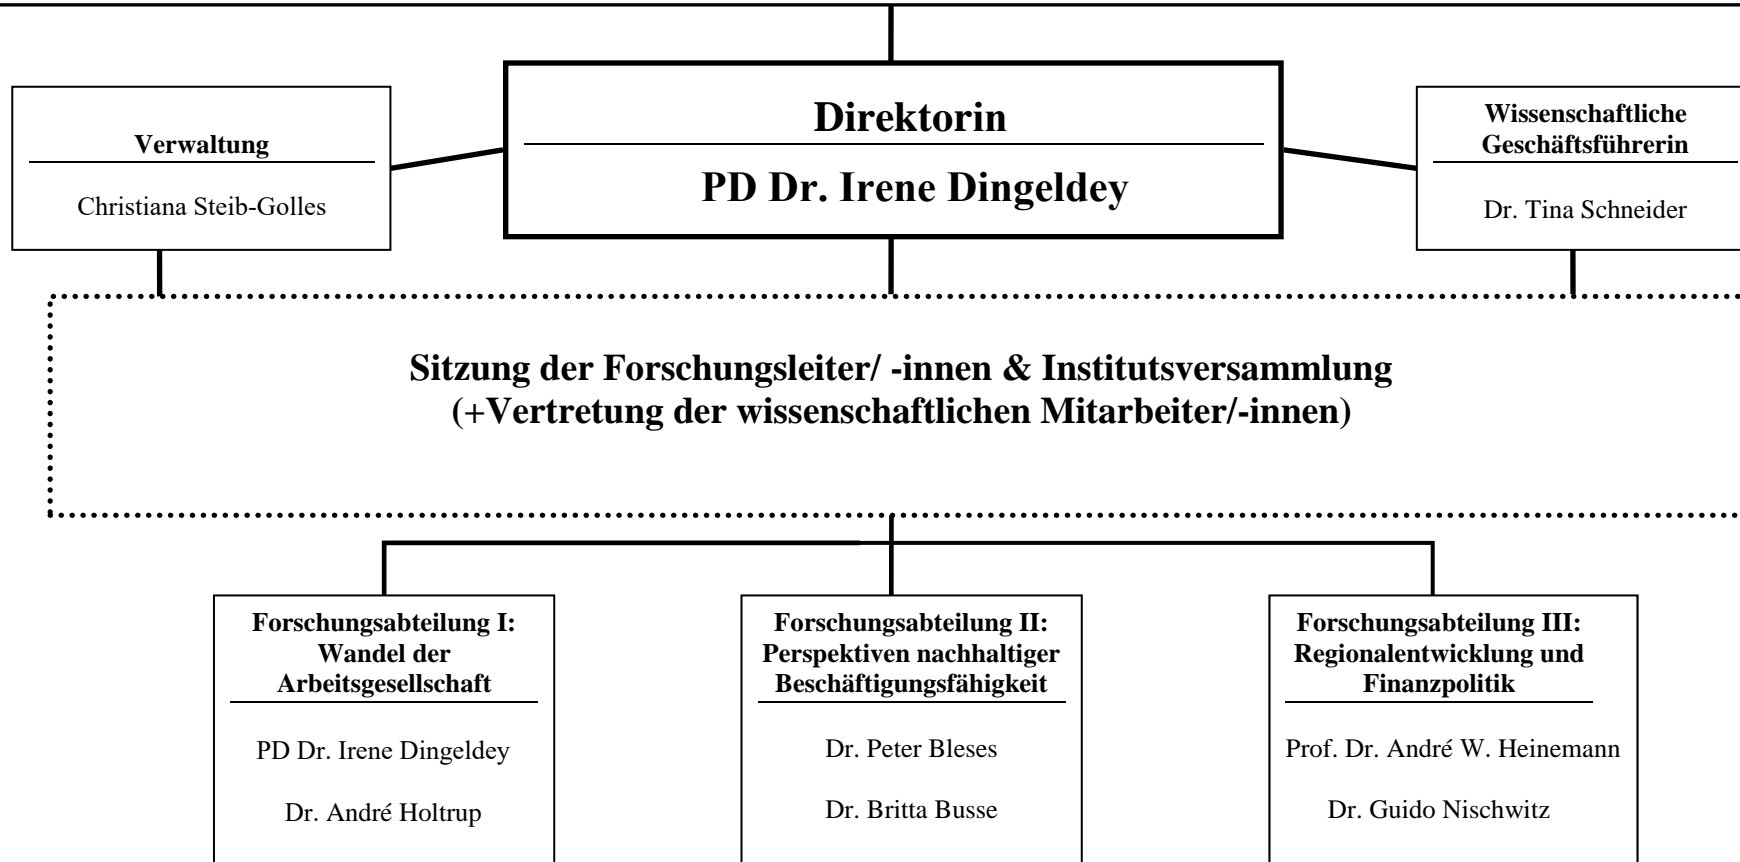 Direktorin
PD Dr. Irene Dingeldey
Verwaltung
Christiana Steib-Golles
Wissenschaftliche
Geschäftsführerin
Dr. Tina Schneider
Sitzung der Forschungsleiter/ -innen & Institutsversammlung
(+Vertretung der wissenschaftlichen Mitarbeiter/-innen)
Forschungsabteilung I:
Wandel der
Arbeitsgesellschaft
PD Dr. Irene Dingeldey
Dr. André Holtrup
Forschungsabteilung II:
Perspektiven nachhaltiger
Beschäftigungsfähigkeit
Dr. Peter Bleses
Dr. Britta Busse
Forschungsabteilung III:
Regionalentwicklung und
Finanzpolitik
Prof. Dr. André W. Heinemann
Dr. Guido Nischwitz